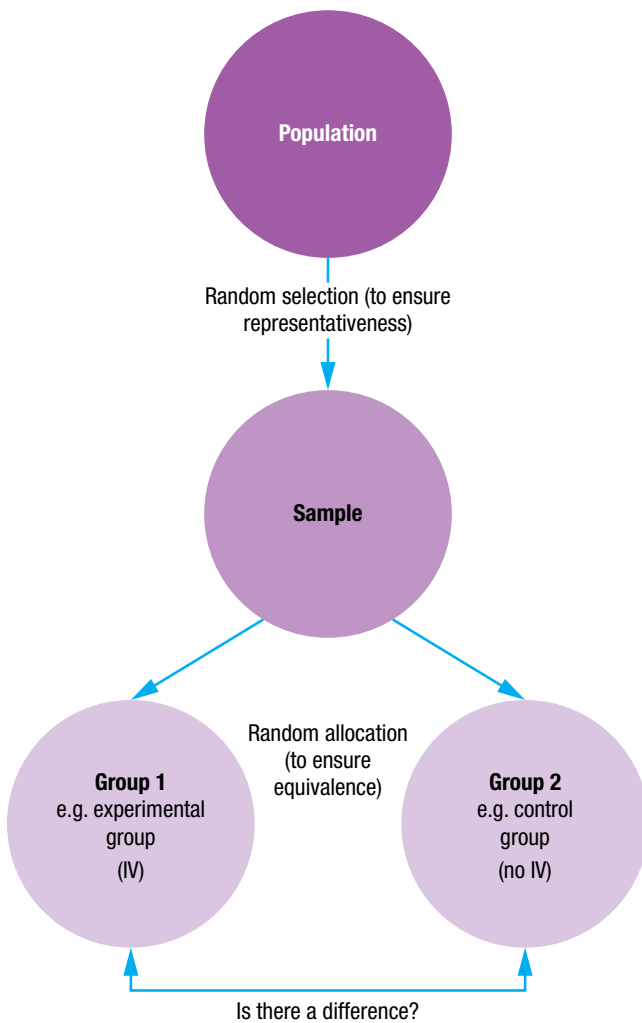 Population
Random selection (to ensure
representativeness)
Sample
Random allocation
(to ensure
equivalence)
Group 1
e.g. experimental
group
(IV)
Group 2
e.g. control
group
(no IV)
Is there a difference?